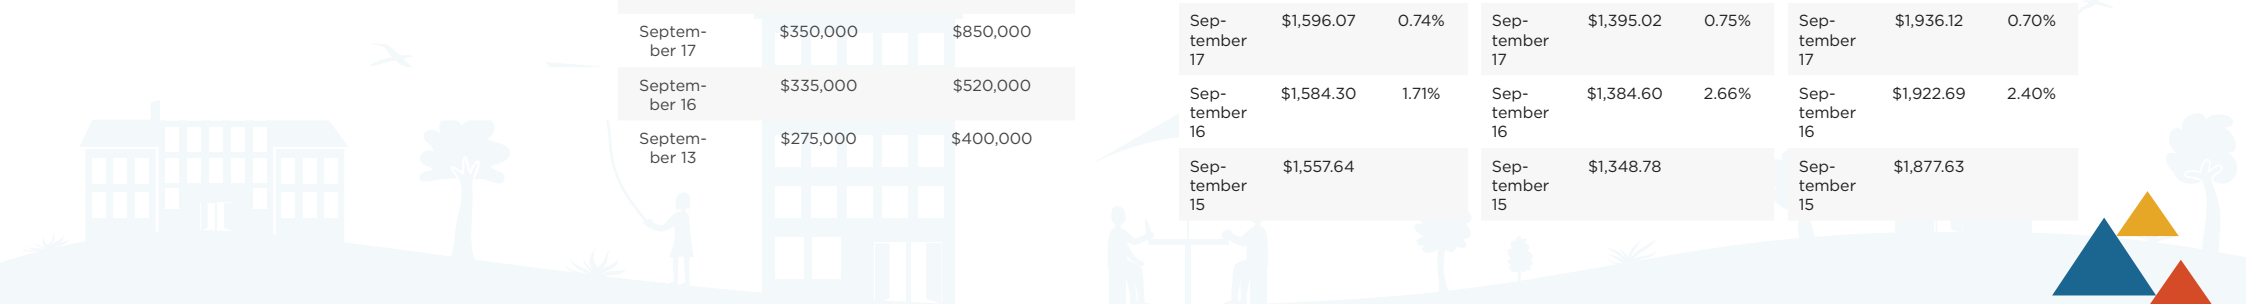 Septem-
ber 17 $350,000 $850,000
Septem-
ber 16 $335,000 $520,000
Septem-
ber 13 $275,000 $400,000
Sep- $1,596.07 0.74%
tember
17
Sep- $1,584.30 1.71%
tember
16
Sep- $1,557.64
tember
15
Sep- $1,395.02 0.75%
tember
17
Sep- $1,384.60 2.66%
tember
16
Sep- $1,348.78
tember
15
Sep- $1,936.12 0.70%
tember
17
Sep- $1,922.69 2.40%
tember
16
Sep- $1,877.63
tember
15